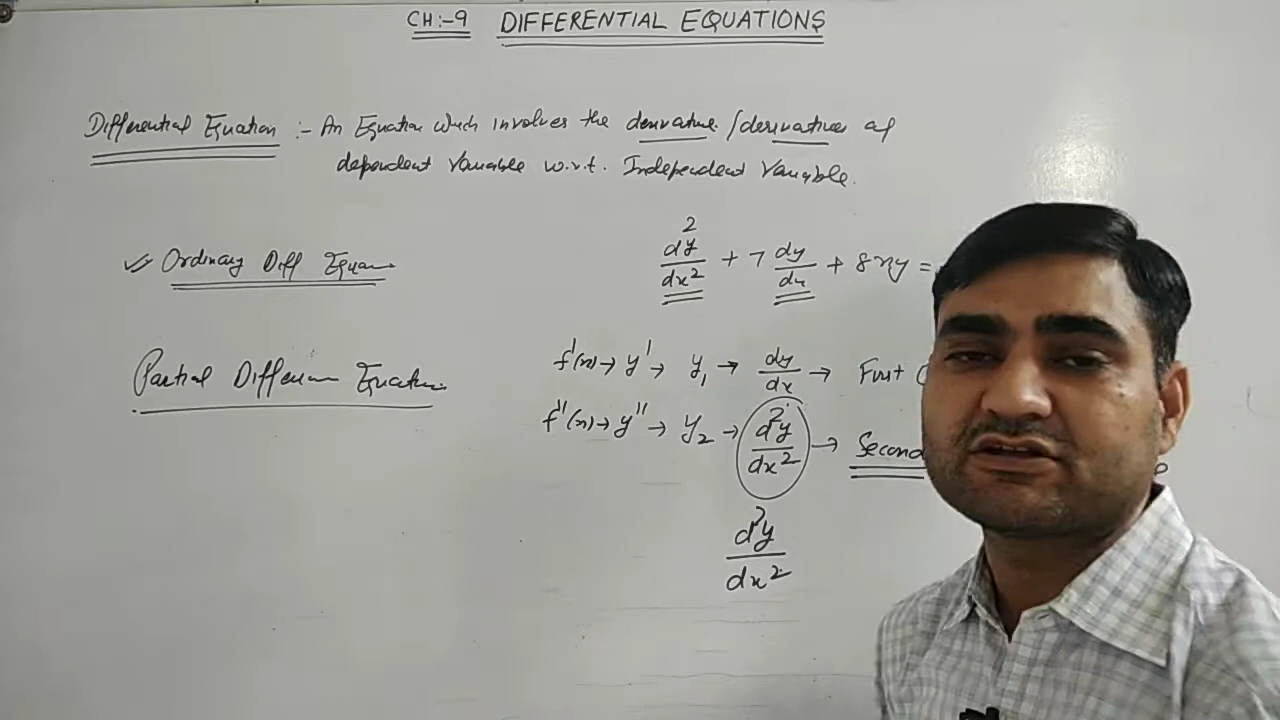 CH:-9 DIFFERENTIAL EQUATIONS
Differential Equation :- An Equation which involves the derivative / derivatives of
dependent Variable w.r.t. Independent Variable.
d²y/dx² + 7 dy/dx + 8xy =
✓ Ordinary Diff Equan
f'(x) → y' → y₁ → dy/dx → First
Partial Differen Equation
f''(x) → y'' → y₂ → d²y/dx² → Second
d²y/dx²